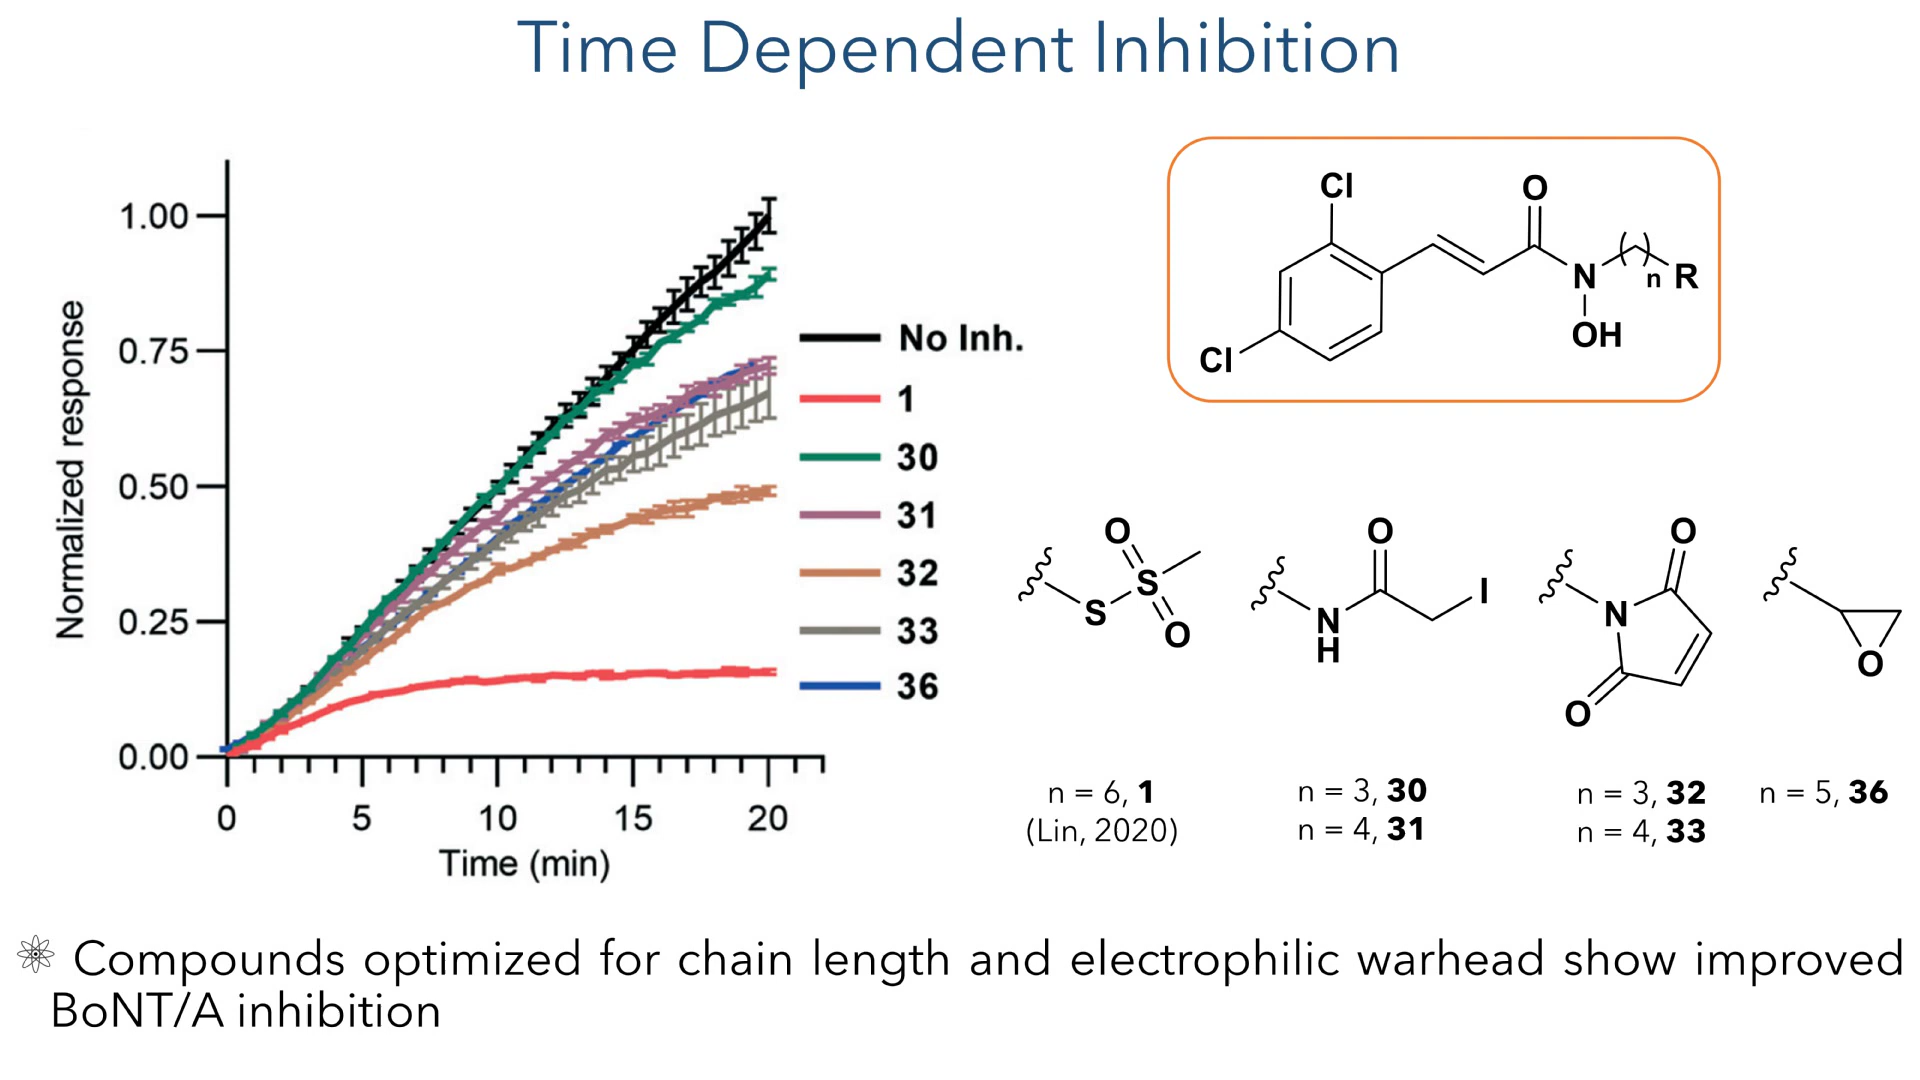 Time Dependent Inhibition
Normalized response
1.00
0.75
0.50
0.25
0.00
0 5 10 15 20
Time (min)
No Inh.
1
30
31
32
33
36
Cl
Cl
O
N
OH
n
R
S
O
S
O
N
H
O
I
N
O
O
O
n = 6, 1
(Lin, 2020)
n = 3, 30
n = 4, 31
n = 3, 32
n = 4, 33
n = 5, 36
Compounds optimized for chain length and electrophilic warhead show improved
BoNT/A inhibition